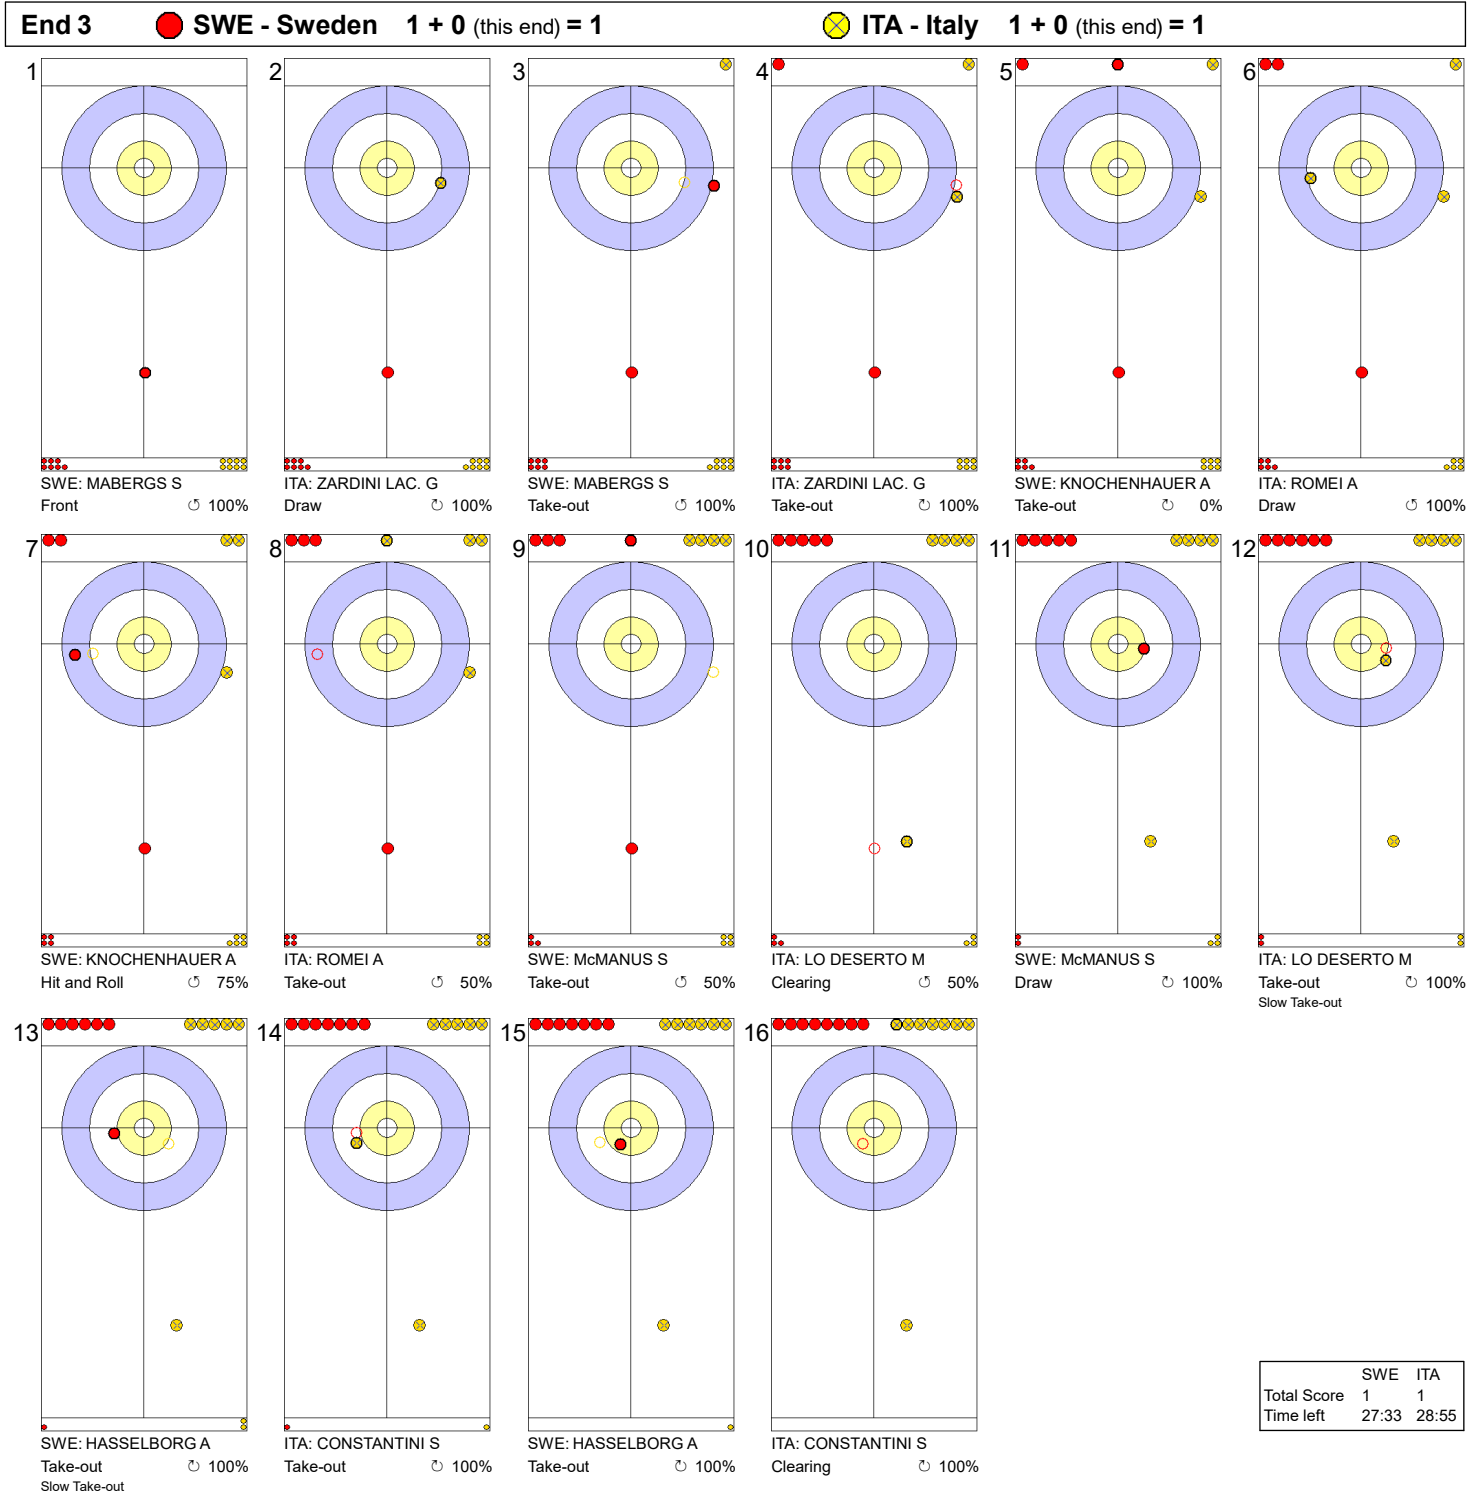 End 3 SWE - Sweden 1 + 0 (this end) = 1 ITA - Italy 1 + 0 (this end) = 1
1 2 3 4 5 6
SWE: MABERGS S ITA: ZARDINI LAC. G SWE: MABERGS S ITA: ZARDINI LAC. G SWE: KNOCHENHAUER A ITA: ROMEI A
Front ↺ 100% Draw ↺ 100% Take-out ↺ 100% Take-out ↺ 100% Take-out ↻ 0% Draw ↻ 100%
7 8 9 10 11 12
SWE: KNOCHENHAUER A ITA: ROMEI A SWE: McMANUS S ITA: LO DESERTO M SWE: McMANUS S ITA: LO DESERTO M
Hit and Roll ↺ 75% Take-out ↺ 50% Take-out ↺ 50% Clearing ↺ 50% Draw ↻ 100% Take-out ↻ 100%
Slow Take-out
13 14 15 16
SWE: HASSELBORG A ITA: CONSTANTINI S SWE: HASSELBORG A ITA: CONSTANTINI S
Take-out ↻ 100% Take-out ↻ 100% Take-out ↻ 100% Clearing ↻ 100%
Slow Take-out
SWE ITA
Total Score 1 1
Time left 27:33 28:55